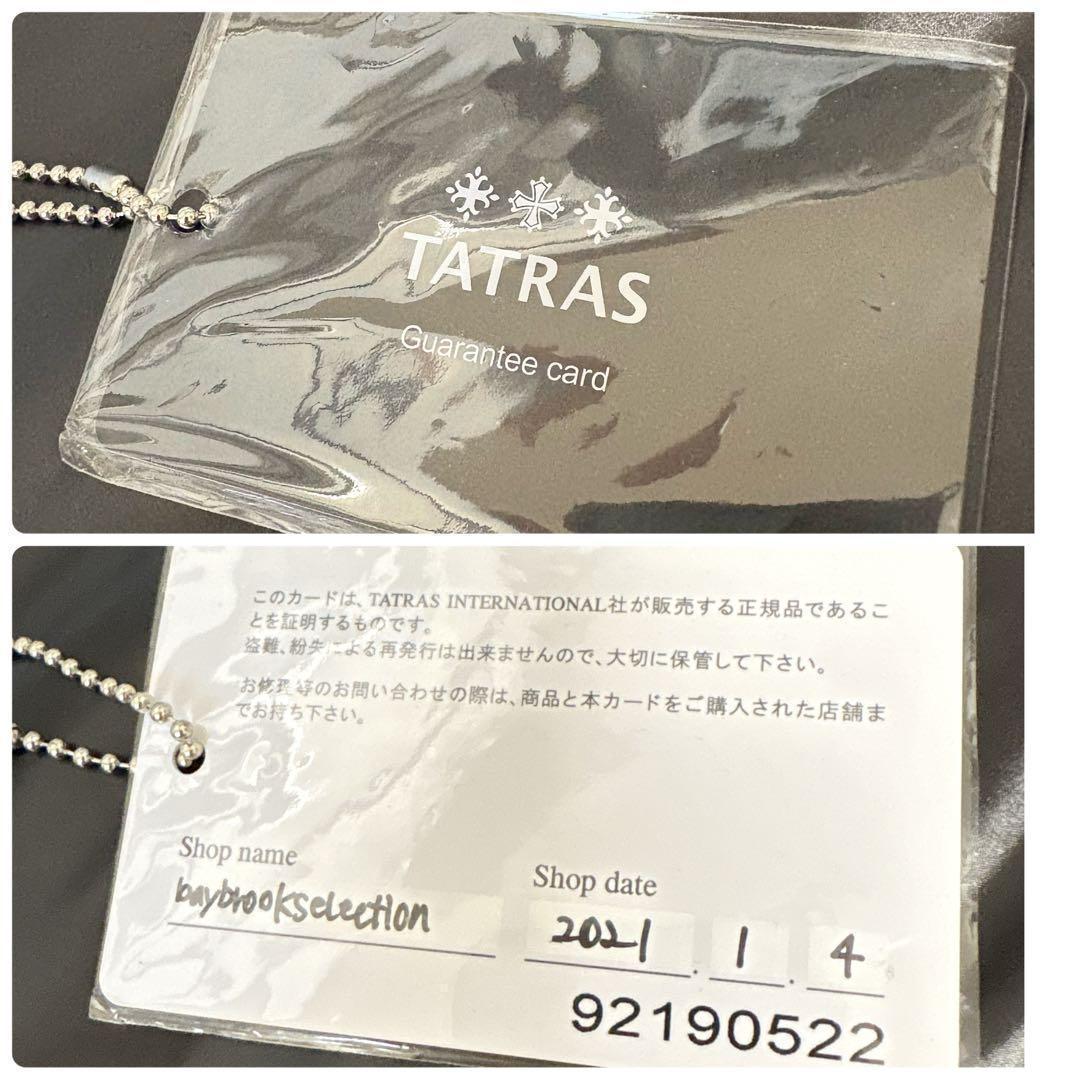 TATRAS
Guarantee card
このカードは、TATRAS INTERNATIONAL社が販売する正規品であるこ
とを証明するものです。
盗難、紛失による再発行は出来ませんので、大切に保管して下さい。
お修理等のお問い合わせの際は、商品と本カードをご購入された店舗ま
でお持ち下さい。
Shop name
baybrookselection
Shop date
2021.1.4
92190522